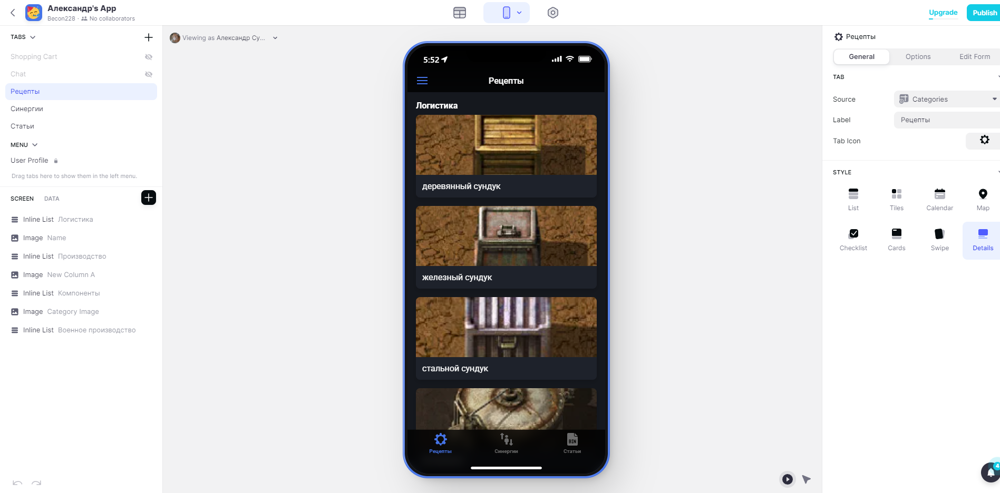 Александр's App
Becon228 · No collaborators
Upgrade
Publish
TABS
Shopping Cart
Chat
Рецепты
Синергии
Статьи
MENU
User Profile
Drag tabs here to show them in the left menu.
SCREEN DATA
Inline List Логистика
Image Name
Inline List Производство
Image New Column A
Inline List Компоненты
Image Category Image
Inline List Военное производство
Viewing as Александр Су...
5:52
Рецепты
Логистика
деревянный сундук
железный сундук
стальной сундук
Рецепты
Синергии
BIN
Статьи
Рецепты
General Options Edit Form
TAB
Source Categories
Label Рецепты
Tab Icon
STYLE
List Tiles Calendar Map
Checklist Cards Swipe Details
4